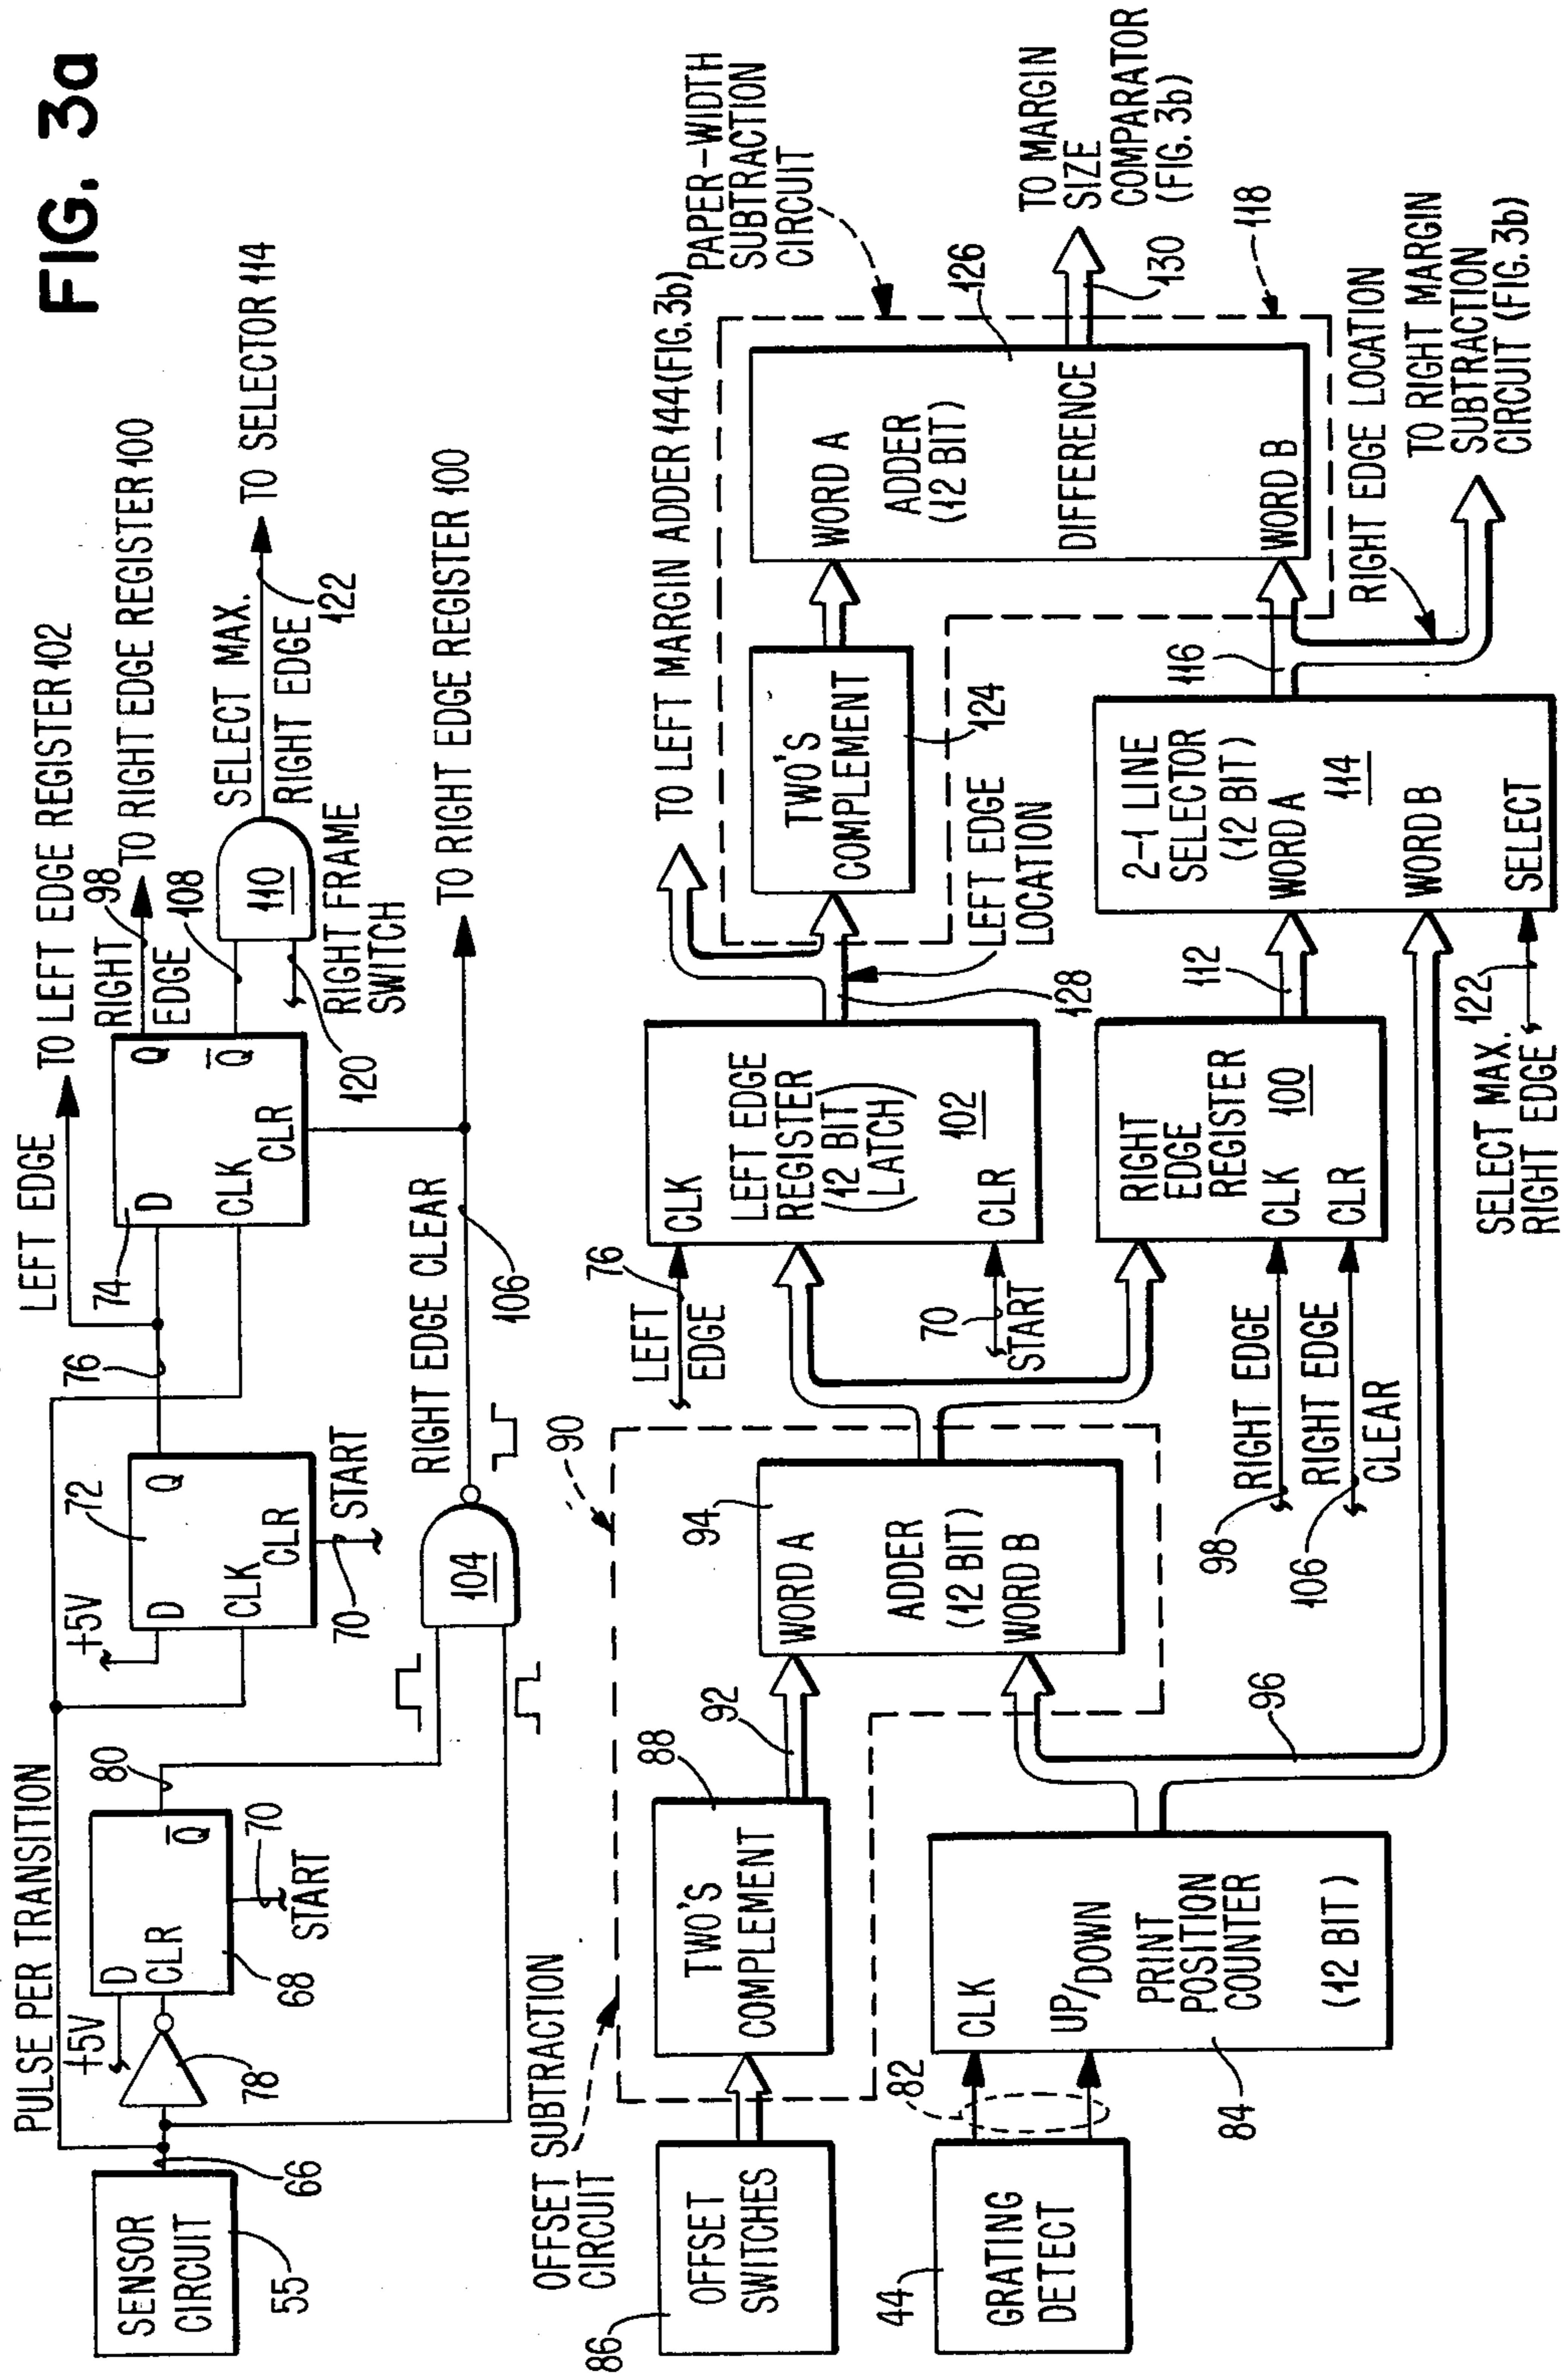 FIG. 3a
PULSE PER TRANSITION
SENSOR
CIRCUIT
55
66
78
+5V
D
CLR
Q̅
68
80
70
START
+5V
D
CLK
CLR
Q
72
70
START
76
LEFT EDGE
TO LEFT EDGE REGISTER 102
74
D
CLK
CLR
Q
Q̅
RIGHT
EDGE
98
TO RIGHT EDGE REGISTER 100
108
110
120
RIGHT FRAME
SWITCH
SELECT MAX.
RIGHT EDGE
122
TO SELECTOR 114
104
RIGHT EDGE CLEAR
106
TO RIGHT EDGE REGISTER 100
OFFSET SUBTRACTION
CIRCUIT
90
OFFSET
SWITCHES
86
TWO'S
COMPLEMENT
88
92
94
WORD A
ADDER
(12 BIT)
WORD B
GRATING
DETECT
44
82
CLK
UP/DOWN
PRINT
POSITION
COUNTER
(12 BIT)
84
96
LEFT
EDGE
76
70
START
CLK
LEFT EDGE
REGISTER
(12 BIT)
(LATCH)
102
CLR
RIGHT EDGE
98
RIGHT EDGE
CLEAR
106
RIGHT
EDGE
REGISTER
CLK
100
CLR
128
LEFT EDGE
LOCATION
TO LEFT MARGIN ADDER 144 (FIG. 3b)
TWO'S
COMPLEMENT
124
112
2-1 LINE
SELECTOR
(12 BIT)
WORD A
114
WORD B
SELECT
SELECT MAX.
RIGHT EDGE
122
116
PAPER-WIDTH
SUBTRACTION
CIRCUIT
WORD A
ADDER
(12 BIT)
DIFFERENCE
WORD B
126
130
TO MARGIN
SIZE
COMPARATOR
(FIG. 3b)
118
RIGHT EDGE LOCATION
TO RIGHT MARGIN
SUBTRACTION
CIRCUIT (FIG. 3b)